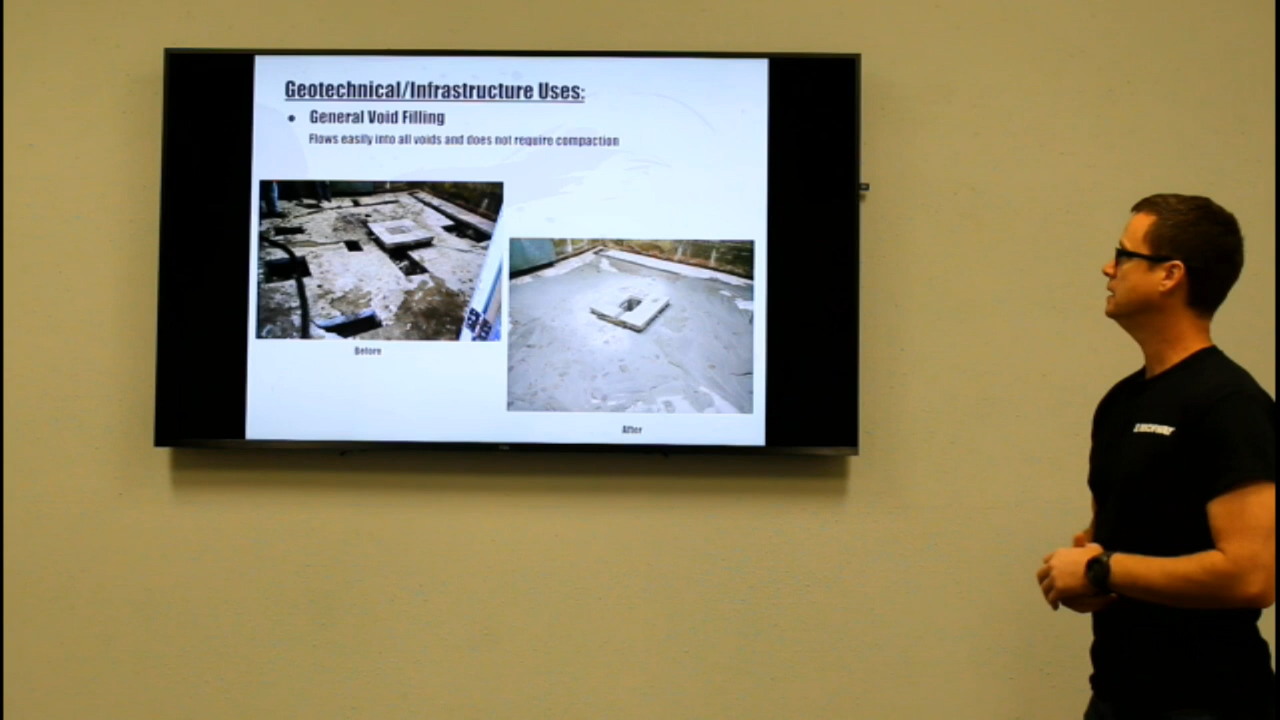 Geotechnical/Infrastructure Uses:
• General Void Filling
Flows easily into all voids and does not require compaction
Before
After